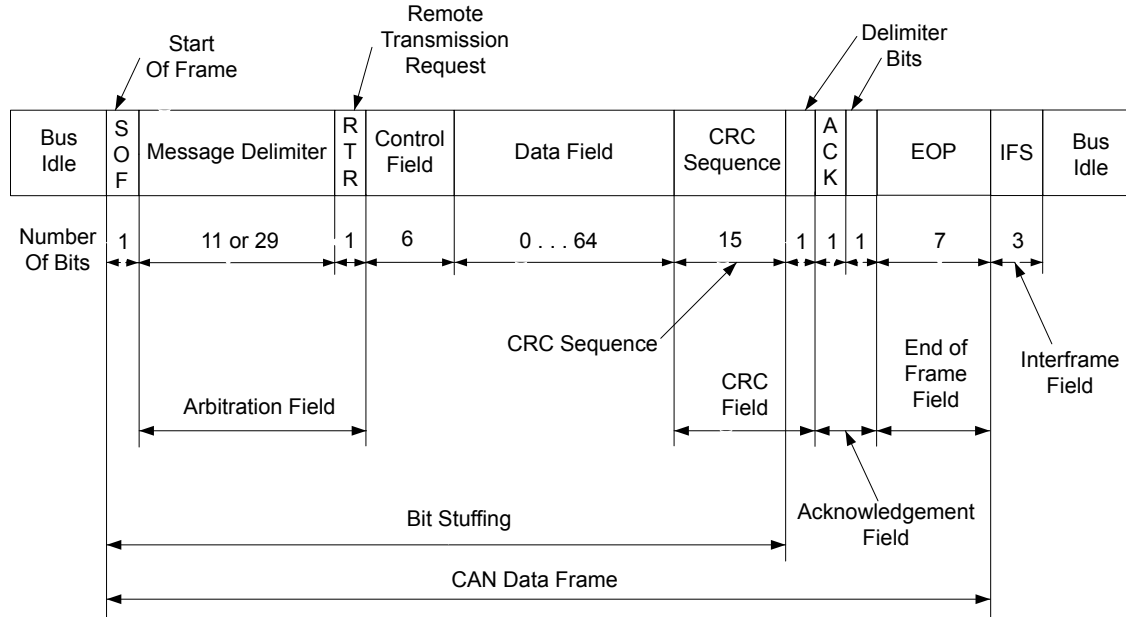 Start
Of Frame
Remote
Transmission
Request
Delimiter
Bits
Bus
Idle
S
O
F
Message Delimiter
R
T
R
Control
Field
Data Field
CRC
Sequence
A
C
K
EOP
IFS
Bus
Idle
Number
Of Bits
1
11 or 29
1
6
0 . . . 64
15
1
1
1
7
3
CRC Sequence
End of
Frame
Field
Interframe
Field
Arbitration Field
CRC
Field
Bit Stuffing
Acknowledgement
Field
CAN Data Frame